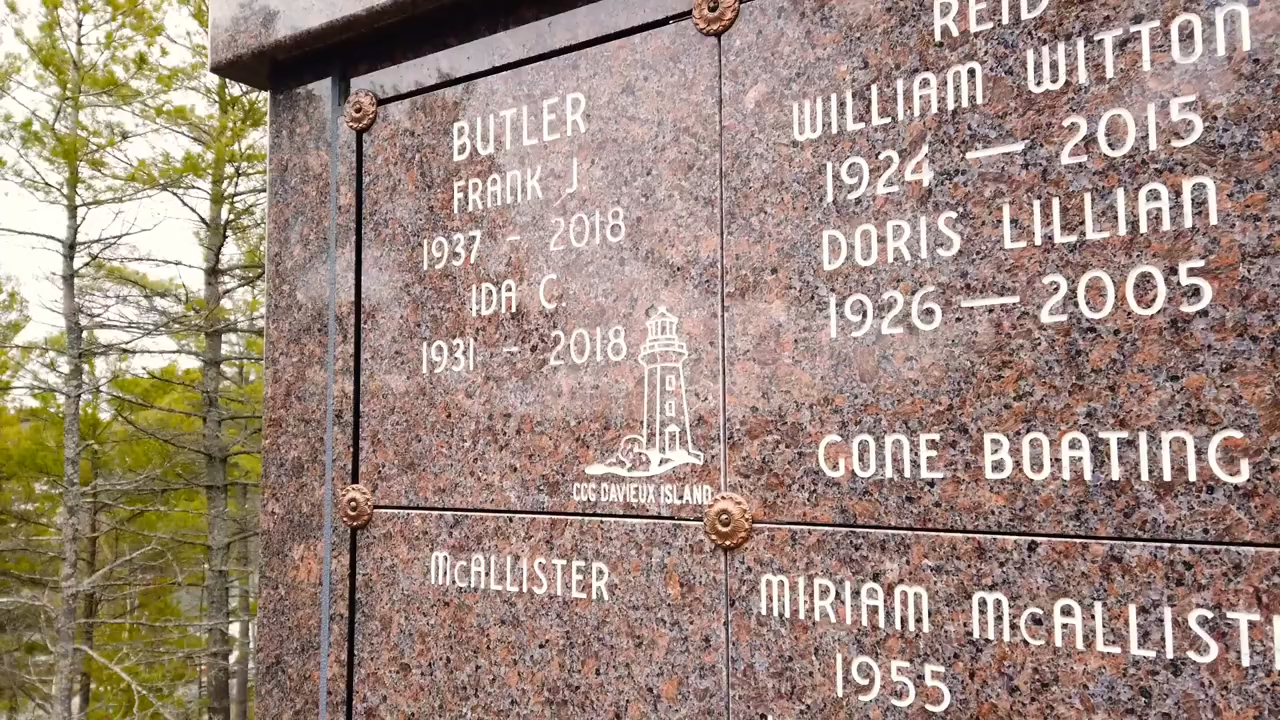 BUTLER
FRANK J
1937 - 2018
IDA C.
1931 - 2018
CCG DAVIEUX ISLAND
REID
WILLIAM WITTON
1924 — 2015
DORIS LILLIAN
1926 — 2005
GONE BOATING
McALLISTER
MIRIAM
1955